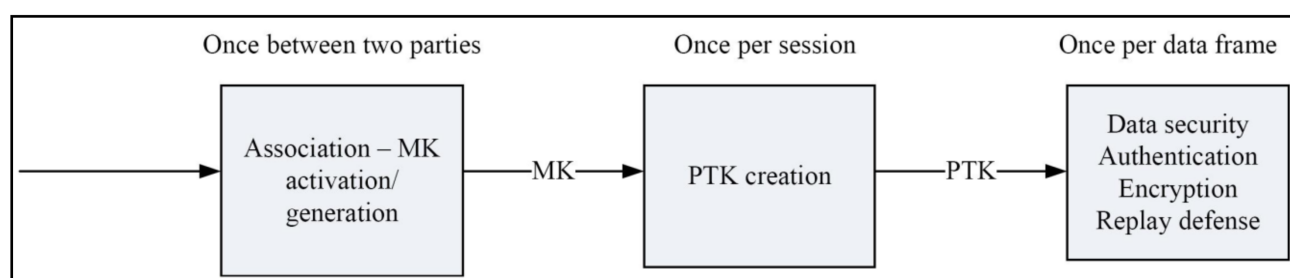 Once between two parties
Once per session
Once per data frame
Association – MK
activation/
generation
MK
PTK creation
PTK
Data security
Authentication
Encryption
Replay defense